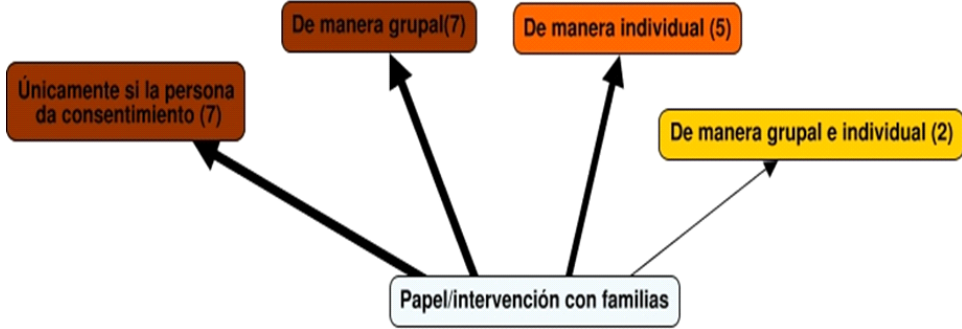 De manera grupal(7)
De manera individual (5)
Únicamente si la persona
da consentimiento (7)
De manera grupal e individual (2)
Papel/intervención con familias